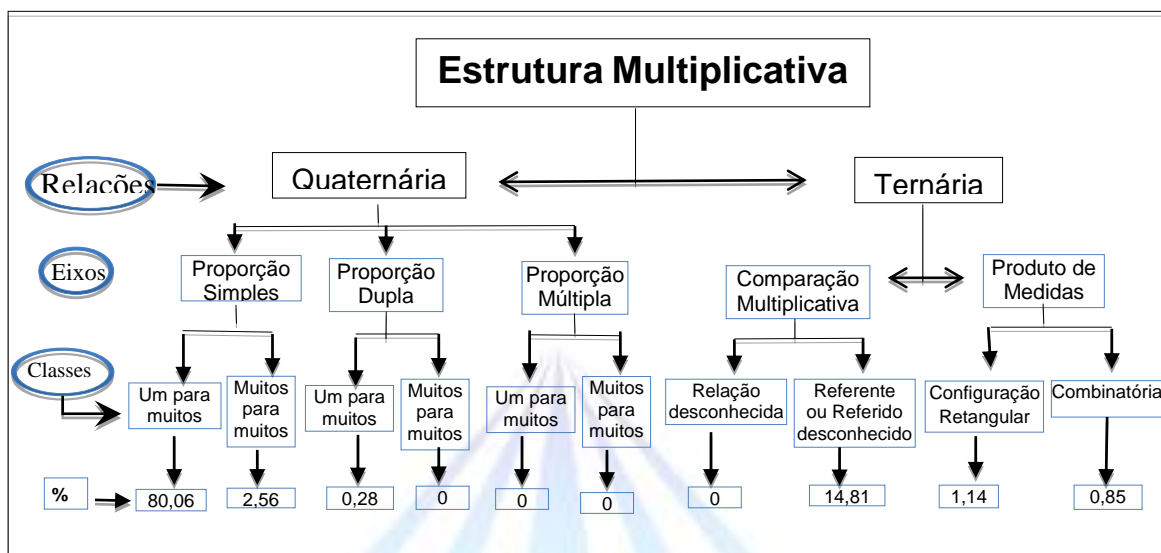 Estrutura Multiplicativa
Relações
Quaternária
Ternária
Eixos
Proporção
Simples
Proporção
Dupla
Proporção
Múltipla
Comparação
Multiplicativa
Produto de
Medidas
Classes
Um para
muitos
Muitos
para
muitos
Um para
muitos
Muitos
para
muitos
Um para
muitos
Muitos
para
muitos
Relação
desconhecida
Referente
ou Referido
desconhecido
Configuração
Retangular
Combinatória
%
80,06
2,56
0,28
0
0
0
0
14,81
1,14
0,85